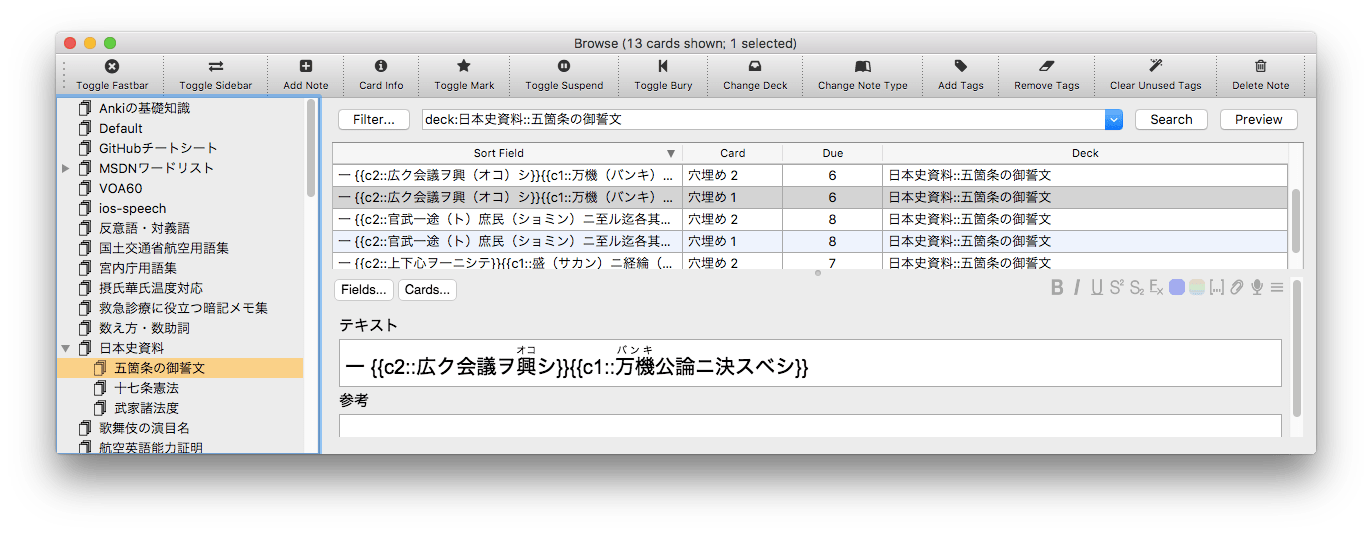 Browse (13 cards shown; 1 selected)
Toggle Fastbar Toggle Sidebar Add Note Card Info Toggle Mark Toggle Suspend Toggle Bury Change Deck Change Note Type Add Tags Remove Tags Clear Unused Tags Delete Note
Ankiの基礎知識
Default
GitHubチートシート
MSDNワードリスト
VOA60
ios-speech
反意語・対義語
国土交通省航空用語集
宮内庁用語集
摂氏華氏温度対応
救急診療に役立つ暗記メモ集
数え方・数助詞
日本史資料
五箇条の御誓文
十七条憲法
武家諸法度
歌舞伎の演目名
航空英語能力証明
Filter... deck:日本史資料::五箇条の御誓文 Search Preview
Sort Field Card Due Deck
一 {{c2::広ク会議ヲ興（オコ）シ}}{{c1::万機（バンキ）... 穴埋め 2 6 日本史資料::五箇条の御誓文
一 {{c2::広ク会議ヲ興（オコ）シ}}{{c1::万機（バンキ）... 穴埋め 1 6 日本史資料::五箇条の御誓文
一 {{c2::官武一途（ト）庶民（ショミン）ニ至ル迄各其... 穴埋め 2 8 日本史資料::五箇条の御誓文
一 {{c2::官武一途（ト）庶民（ショミン）ニ至ル迄各其... 穴埋め 1 8 日本史資料::五箇条の御誓文
一 {{c2::上下心ヲ一ニシテ}}{{c1::盛（サカン）ニ経綸（... 穴埋め 2 7 日本史資料::五箇条の御誓文
Fields... Cards... B I U S² S₂ Ex [...]
テキスト
オコ バンキ
一 {{c2::広ク会議ヲ興シ}}{{c1::万機公論ニ決スベシ}}
参考